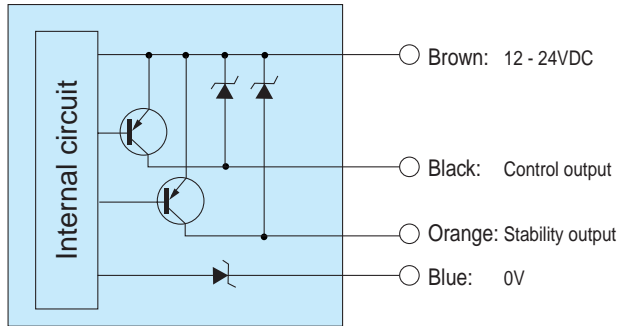 Internal circuit
Brown: 12 - 24VDC
Black: Control output
Orange: Stability output
Blue: 0V